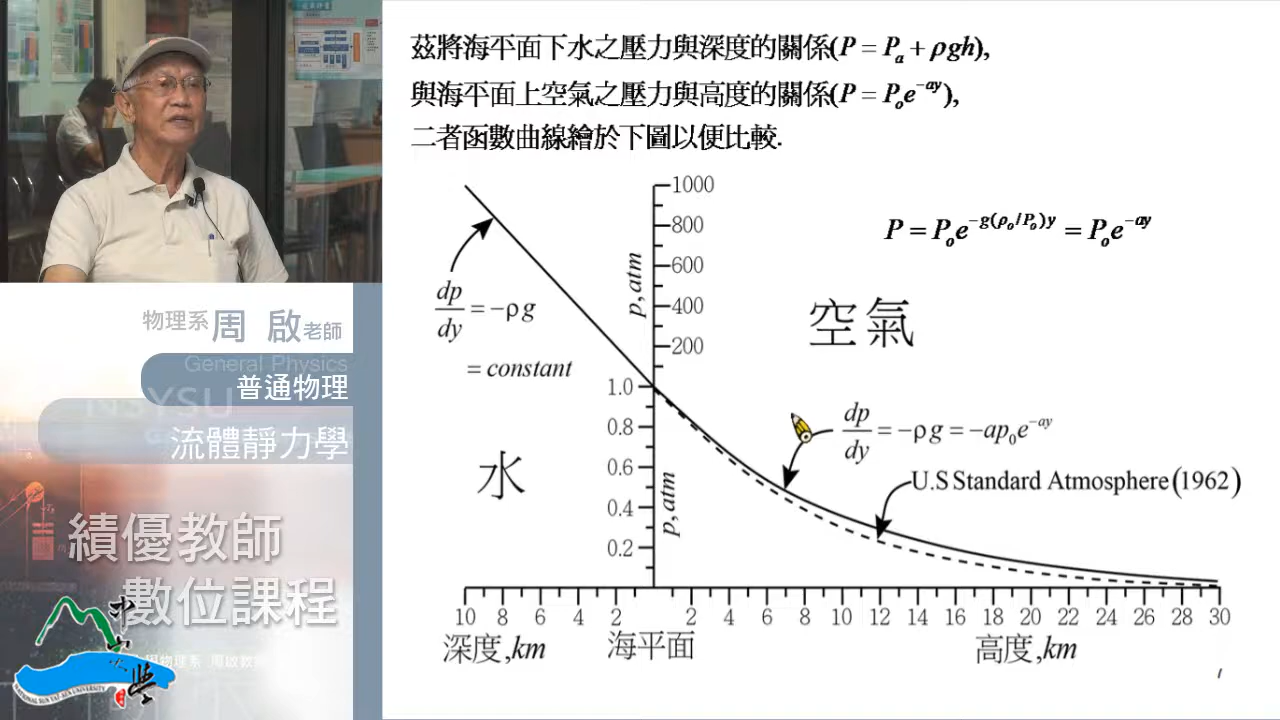 茲將海平面下水之壓力與深度的關係(P = Pa + ρgh),
與海平面上空氣之壓力與高度的關係(P = Poe^-ay),
二者函數曲線繪於下圖以便比較.
P = Poe^-g(ρo/Po)y = Poe^-ay
1000
800
600
400
200
p, atm
dp/dy = -ρg
= constant
空氣
水
1.0
0.8
0.6
0.4
0.2
p, atm
dp/dy = -ρg = -ap0e^-ay
U.S Standard Atmosphere (1962)
10 8 6 4 2 2 4 6 8 10 12 14 16 18 20 22 24 26 28 30
深度,km 海平面 高度,km
物理系 周 啟 老師
General Physics
普通物理
NSYSU
流體靜力學
績優教師
數位課程
NATIONAL SUN YAT-SEN UNIVERSITY